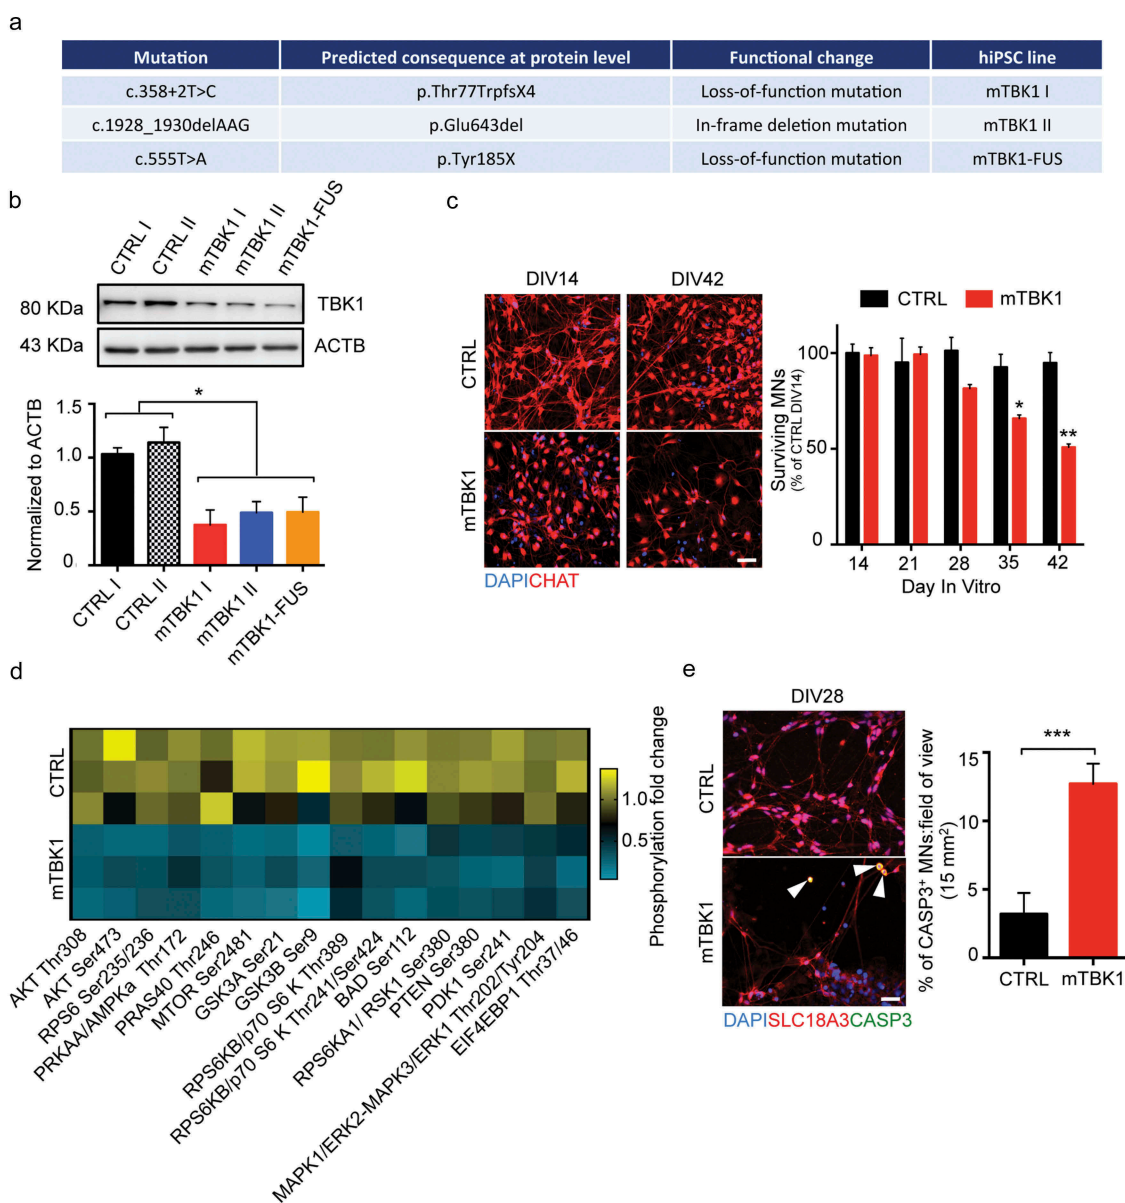 a
Mutation Predicted consequence at protein level Functional change hiPSC line
c.358+2T>C p.Thr77TrpfsX4 Loss-of-function mutation mTBK1 I
c.1928_1930delAAG p.Glu643del In-frame deletion mutation mTBK1 II
c.555T>A p.Tyr185X Loss-of-function mutation mTBK1-FUS
b
CTRL I
CTRL II
mTBK1 I
mTBK1 II
mTBK1-FUS
80 KDa
TBK1
43 KDa
ACTB
Normalized to ACTB
1.5
1.0
0.5
0
*
CTRL I
CTRL II
mTBK1 I
mTBK1 II
mTBK1-FUS
c
DIV14 DIV42
CTRL
mTBK1
DAPICHAT
CTRL mTBK1
Surviving MNs
(% of CTRL DIV14)
100
50
0
*
**
14 21 28 35 42
Day In Vitro
d
CTRL
mTBK1
1.0
0.5
Phosphorylation fold change
AKT Thr308
AKT Ser473
RPS6 Ser235/236
PRKAA/AMPKa Thr172
PRAS40 Thr246
MTOR Ser2481
GSK3A Ser21
GSK3B Ser9
RPS6KB/p70 S6 K Thr389
RPS6KB/p70 S6 K Thr241/Ser424
BAD Ser112
RPS6KA1/ RSK1 Ser380
PTEN Ser380
PDK1 Ser241
MAPK1/ERK2-MAPK3/ERK1 Thr202/Tyr204
EIF4EBP1 Thr37/46
e
DIV28
CTRL
mTBK1
DAPISLC18A3CASP3
% of CASP3+ MNs:field of view
(15 mm²)
15
10
5
0
***
CTRL mTBK1